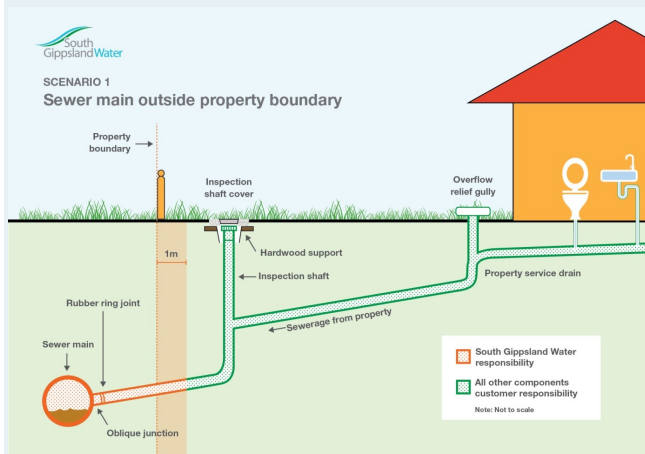 South
Gippsland Water
SCENARIO 1
Sewer main outside property boundary
Property
boundary
Inspection
shaft cover
Overflow
relief gully
Hardwood support
1m
Inspection shaft
Property service drain
Rubber ring joint
Sewerage from property
Sewer main
Oblique junction
South Gippsland Water
responsibility
All other components
customer responsibility
Note: Not to scale